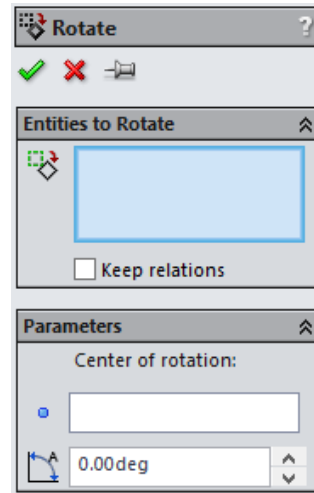 Rotate ?
Entities to Rotate
Keep relations
Parameters
Center of rotation:
A
0.00deg